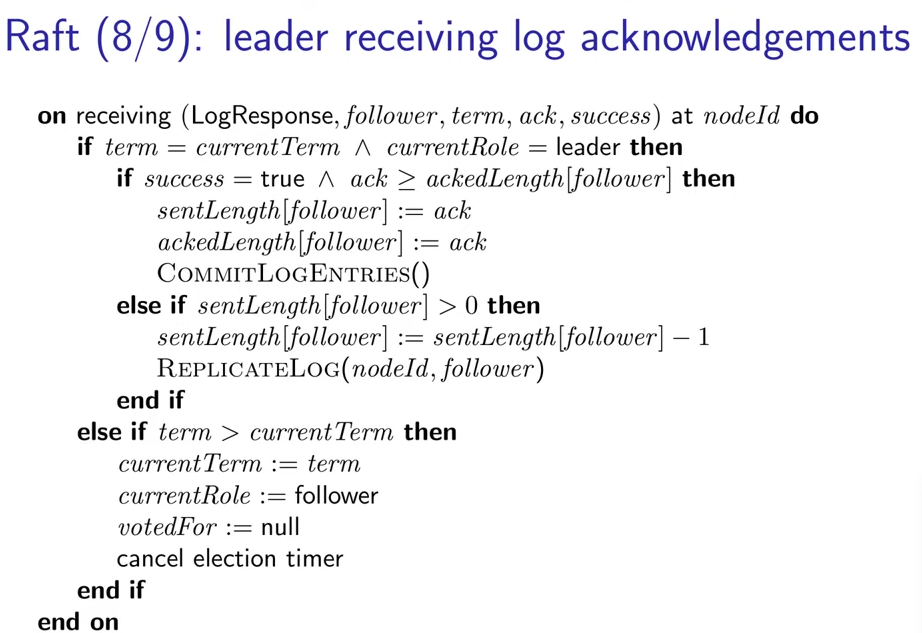 Raft (8/9): leader receiving log acknowledgements
on receiving (LogResponse, follower, term, ack, success) at nodeId do
if term = currentTerm ∧ currentRole = leader then
if success = true ∧ ack ≥ ackedLength[follower] then
sentLength[follower] := ack
ackedLength[follower] := ack
CommitLogEntries()
else if sentLength[follower] > 0 then
sentLength[follower] := sentLength[follower] − 1
ReplicateLog(nodeId, follower)
end if
else if term > currentTerm then
currentTerm := term
currentRole := follower
votedFor := null
cancel election timer
end if
end on